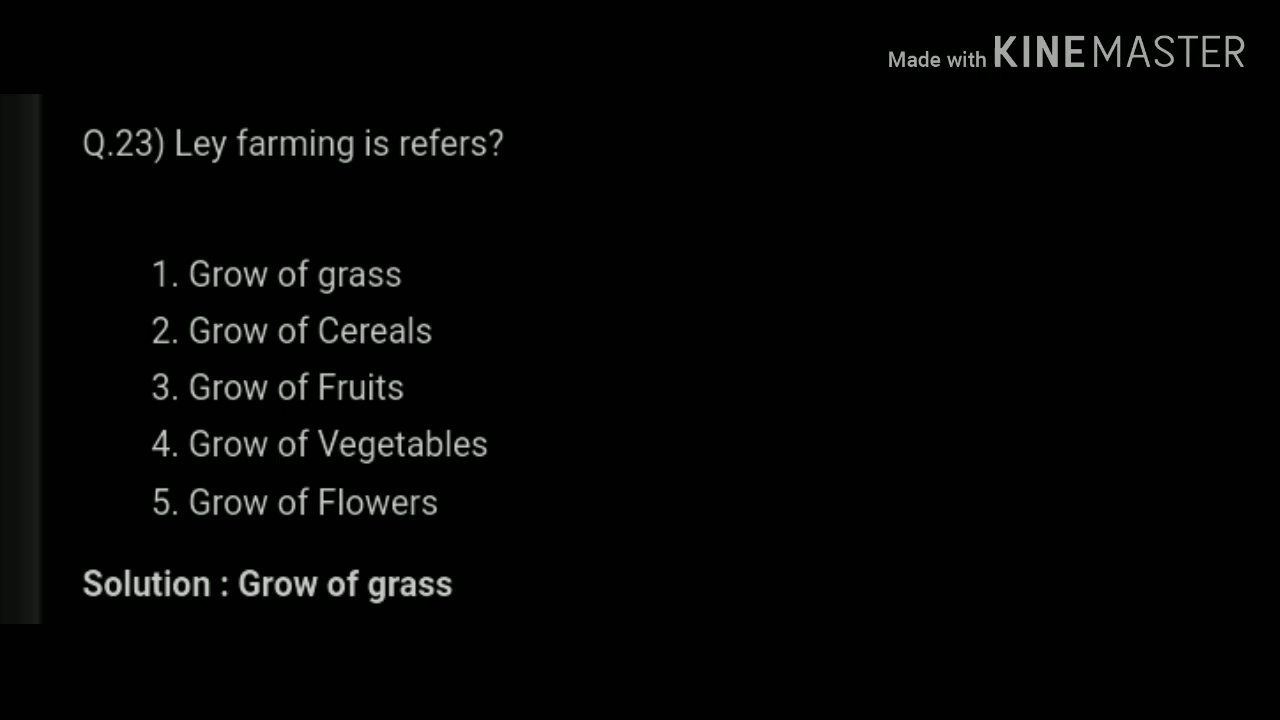 Made with KINEMASTER
Q.23) Ley farming is refers?
1. Grow of grass
2. Grow of Cereals
3. Grow of Fruits
4. Grow of Vegetables
5. Grow of Flowers
Solution : Grow of grass